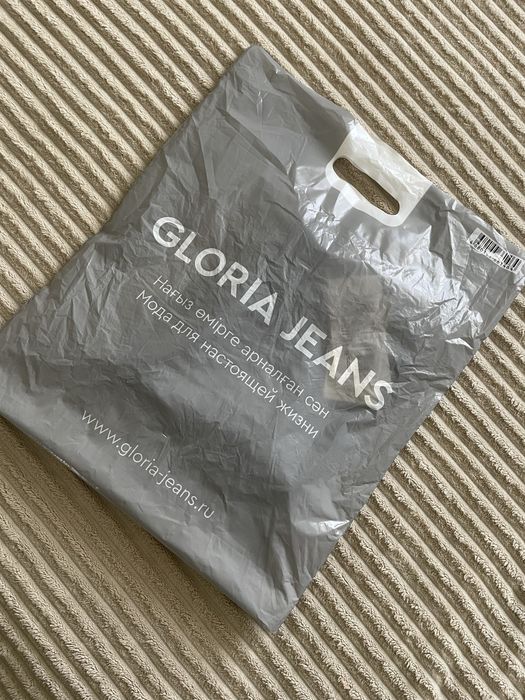 GLORIA JEANS
Нағыз өмірге арналған сән
Мода для настоящей жизни
www.gloria-jeans.ru